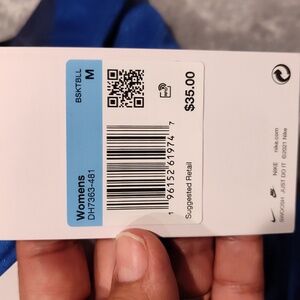 BSKTBLL
M
Womens
DH7363-481
1 96152 61974 7
$35.00
Suggested Retail
NIKE nike.com
SWOOSH JUST DO IT ©2021 Nike